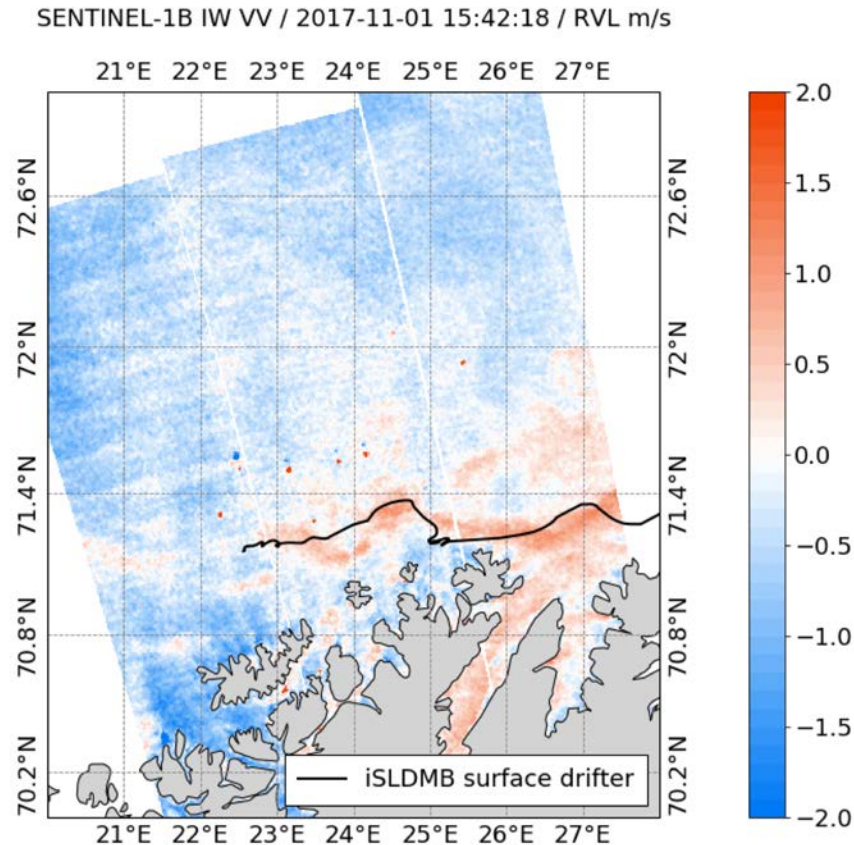 SENTINEL-1B IW VV / 2017-11-01 15:42:18 / RVL m/s
21°E 22°E 23°E 24°E 25°E 26°E 27°E
72.6°N 72.6°N
72°N 72°N
71.4°N 71.4°N
70.8°N 70.8°N
70.2°N 70.2°N
iSLDMB surface drifter
21°E 22°E 23°E 24°E 25°E 26°E 27°E
2.0
1.5
1.0
0.5
0.0
−0.5
−1.0
−1.5
−2.0